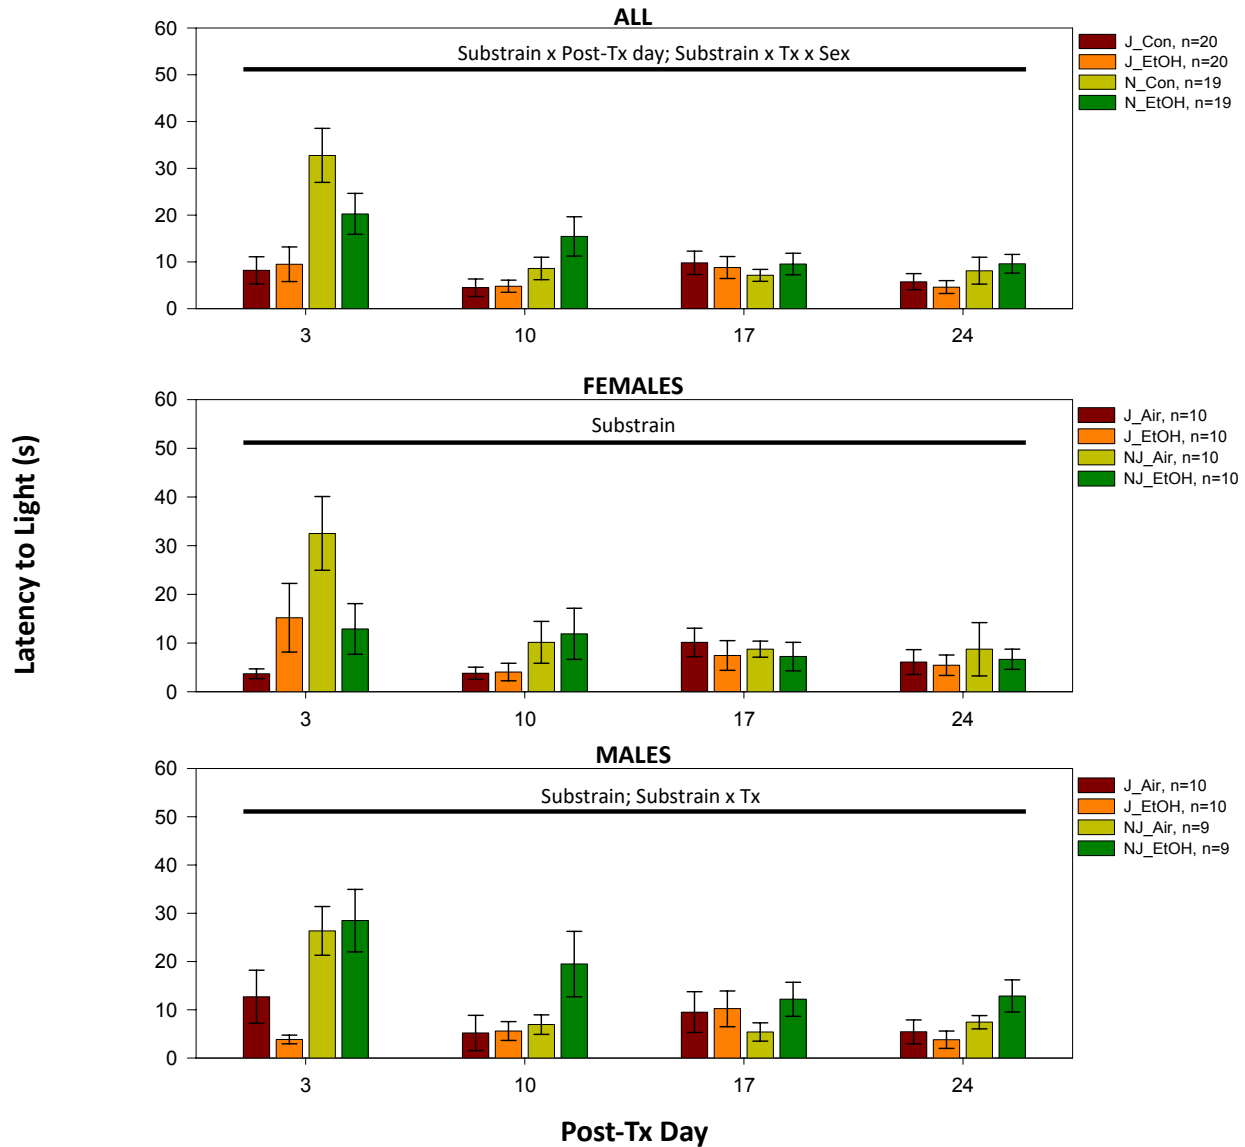 ALL
60
50
40
30
20
10
0
Substrain x Post-Tx day; Substrain x Tx x Sex
3 10 17 24
J_Con, n=20
J_EtOH, n=20
N_Con, n=19
N_EtOH, n=19
FEMALES
60
50
40
30
20
10
0
Substrain
3 10 17 24
J_Air, n=10
J_EtOH, n=10
NJ_Air, n=10
NJ_EtOH, n=10
Latency to Light (s)
MALES
60
50
40
30
20
10
0
Substrain; Substrain x Tx
3 10 17 24
J_Air, n=10
J_EtOH, n=10
NJ_Air, n=9
NJ_EtOH, n=9
Post-Tx Day